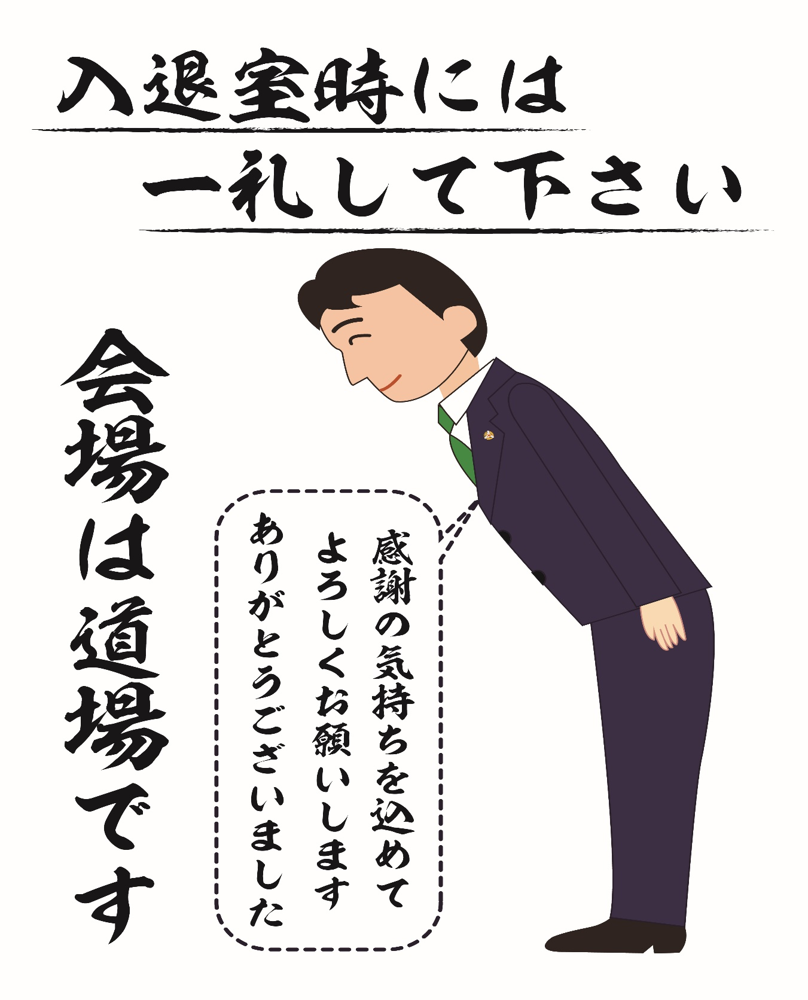 入退室時には
一礼して下さい
感謝の気持ちを込めて
よろしくお願いします
ありがとうございました
会場は道場です